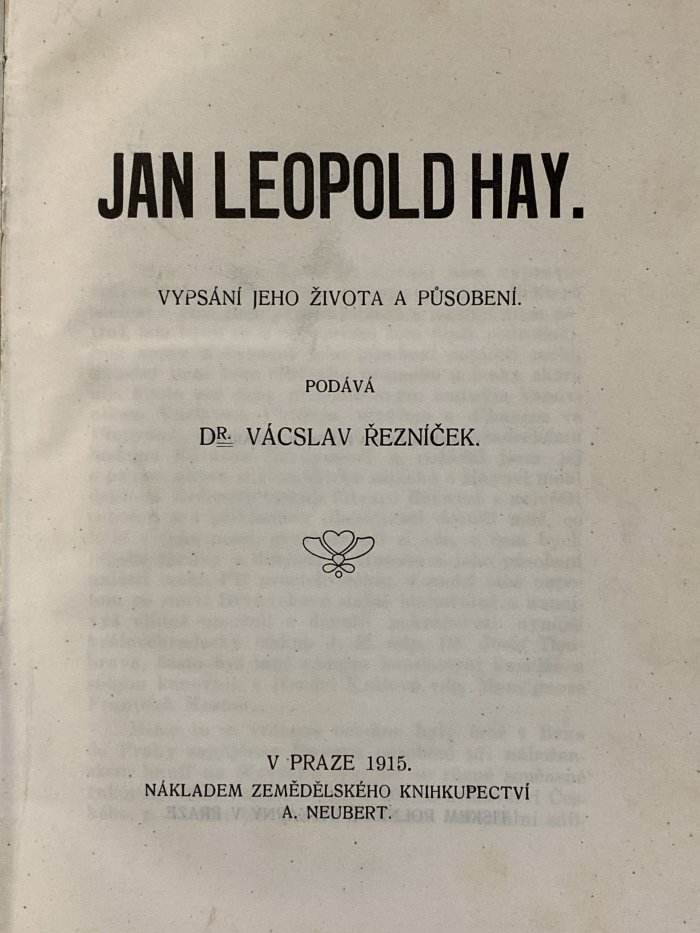 JAN LEOPOLD HAY.
VYPSÁNÍ JEHO ŽIVOTA A PŮSOBENÍ.
PODÁVÁ
DR. VÁCSLAV ŘEZNÍČEK.
V PRAZE 1915.
NÁKLADEM ZEMĚDĚLSKÉHO KNIHKUPECTVÍ
A. NEUBERT.